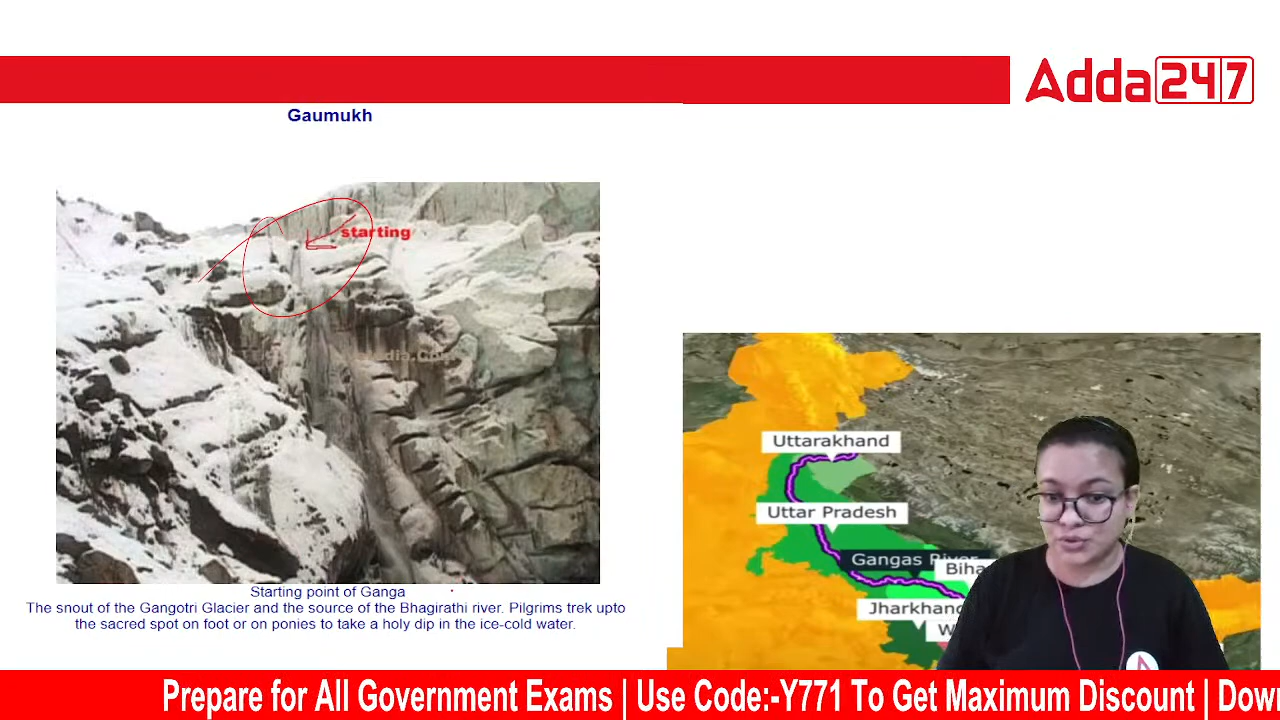 Adda247
Gaumukh
starting
Starting point of Ganga
The snout of the Gangotri Glacier and the source of the Bhagirathi river. Pilgrims trek upto
the sacred spot on foot or on ponies to take a holy dip in the ice-cold water.
Uttarakhand
Uttar Pradesh
Gangas River
Biha
Jharkhand
W
Prepare for All Government Exams | Use Code:-Y771 To Get Maximum Discount | Dow